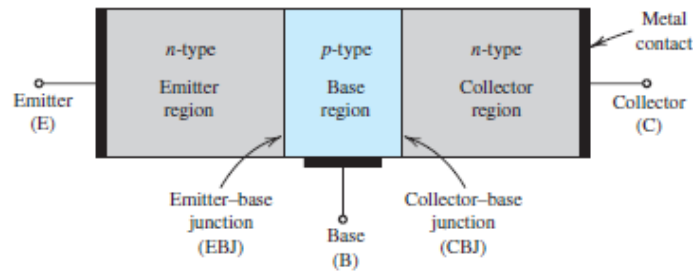 n-type
Emitter
region
p-type
Base
region
n-type
Collector
region
Metal
contact
Emitter
(E)
Collector
(C)
Emitter–base
junction
(EBJ)
Base
(B)
Collector–base
junction
(CBJ)